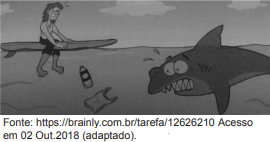 Fonte: https://brainly.com.br/tarefa/12626210 Acesso
em 02 Out.2018 (adaptado).